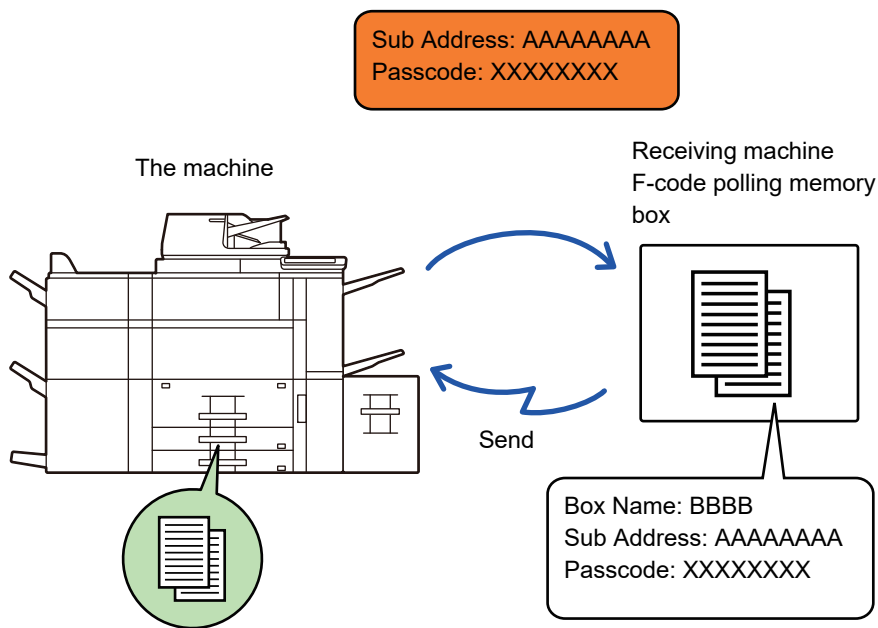 Sub Address: AAAAAAAA
Passcode: XXXXXXXX
The machine
Receiving machine
F-code polling memory
box
Send
Box Name: BBBB
Sub Address: AAAAAAAA
Passcode: XXXXXXXX